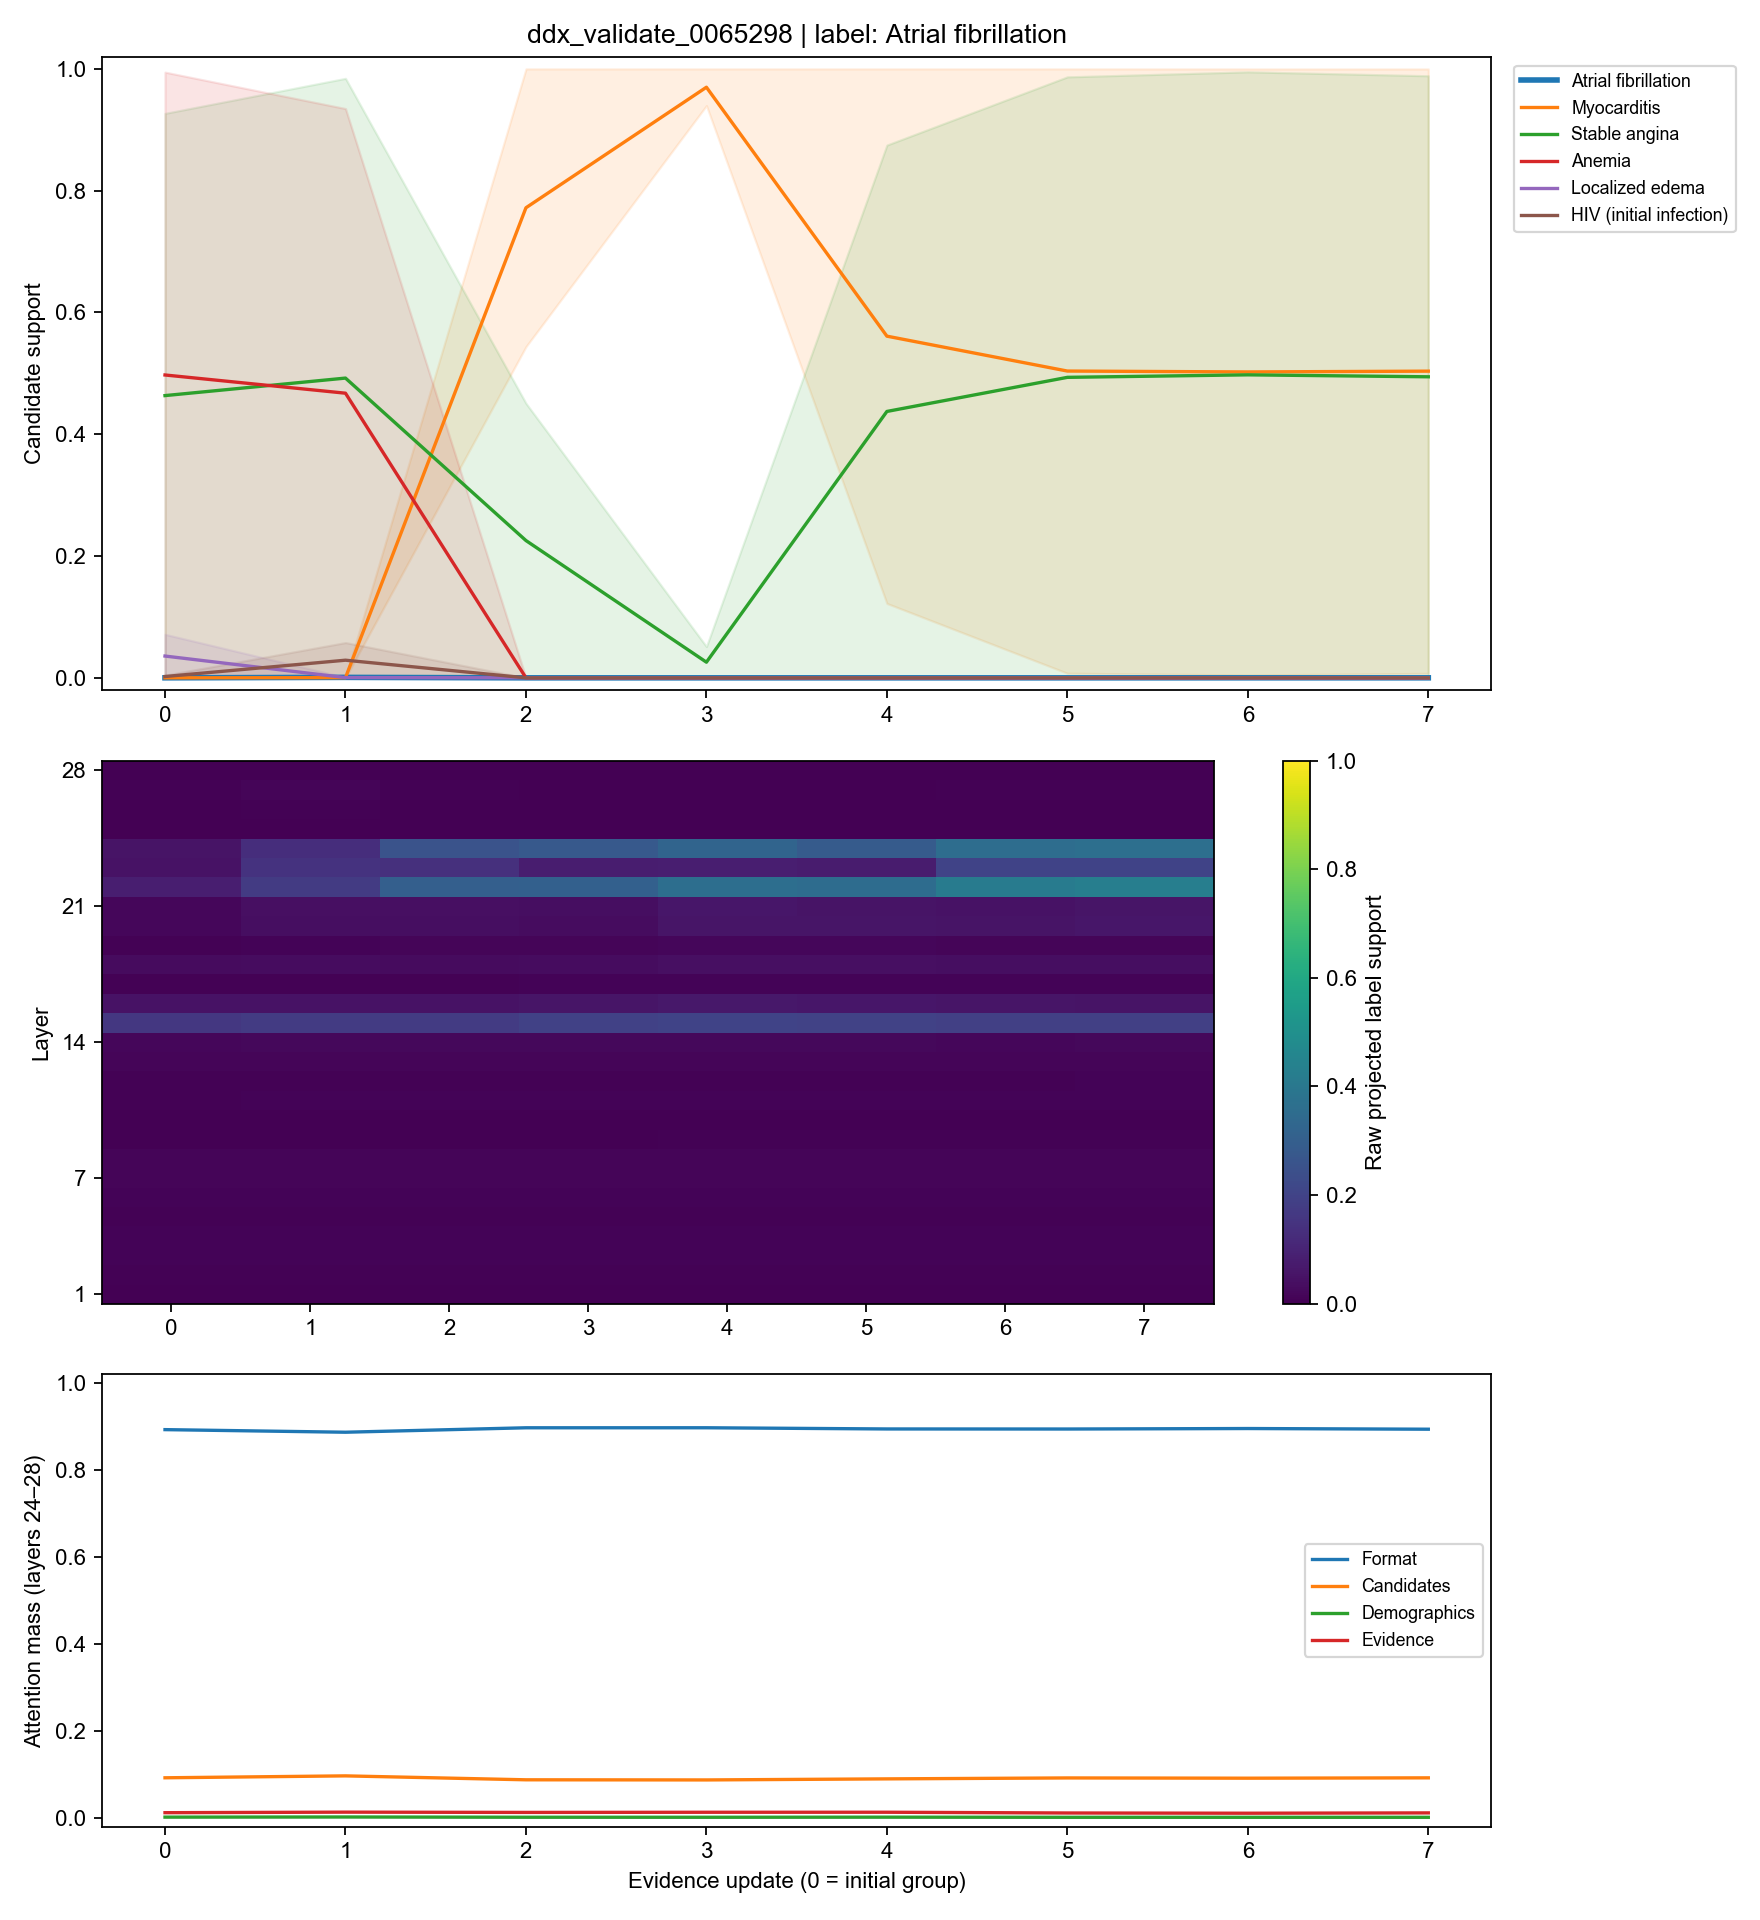 ddx_validate_0065298 | label: Atrial fibrillation
Candidate support
1.0
0.8
0.6
0.4
0.2
0.0
0 1 2 3 4 5 6 7
Atrial fibrillation
Myocarditis
Stable angina
Anemia
Localized edema
HIV (initial infection)
Layer
28
21
14
7
1
0 1 2 3 4 5 6 7
1.0
0.8
0.6
0.4
0.2
0.0
Raw projected label support
Attention mass (layers 24–28)
1.0
0.8
0.6
0.4
0.2
0.0
Format
Candidates
Demographics
Evidence
0 1 2 3 4 5 6 7
Evidence update (0 = initial group)